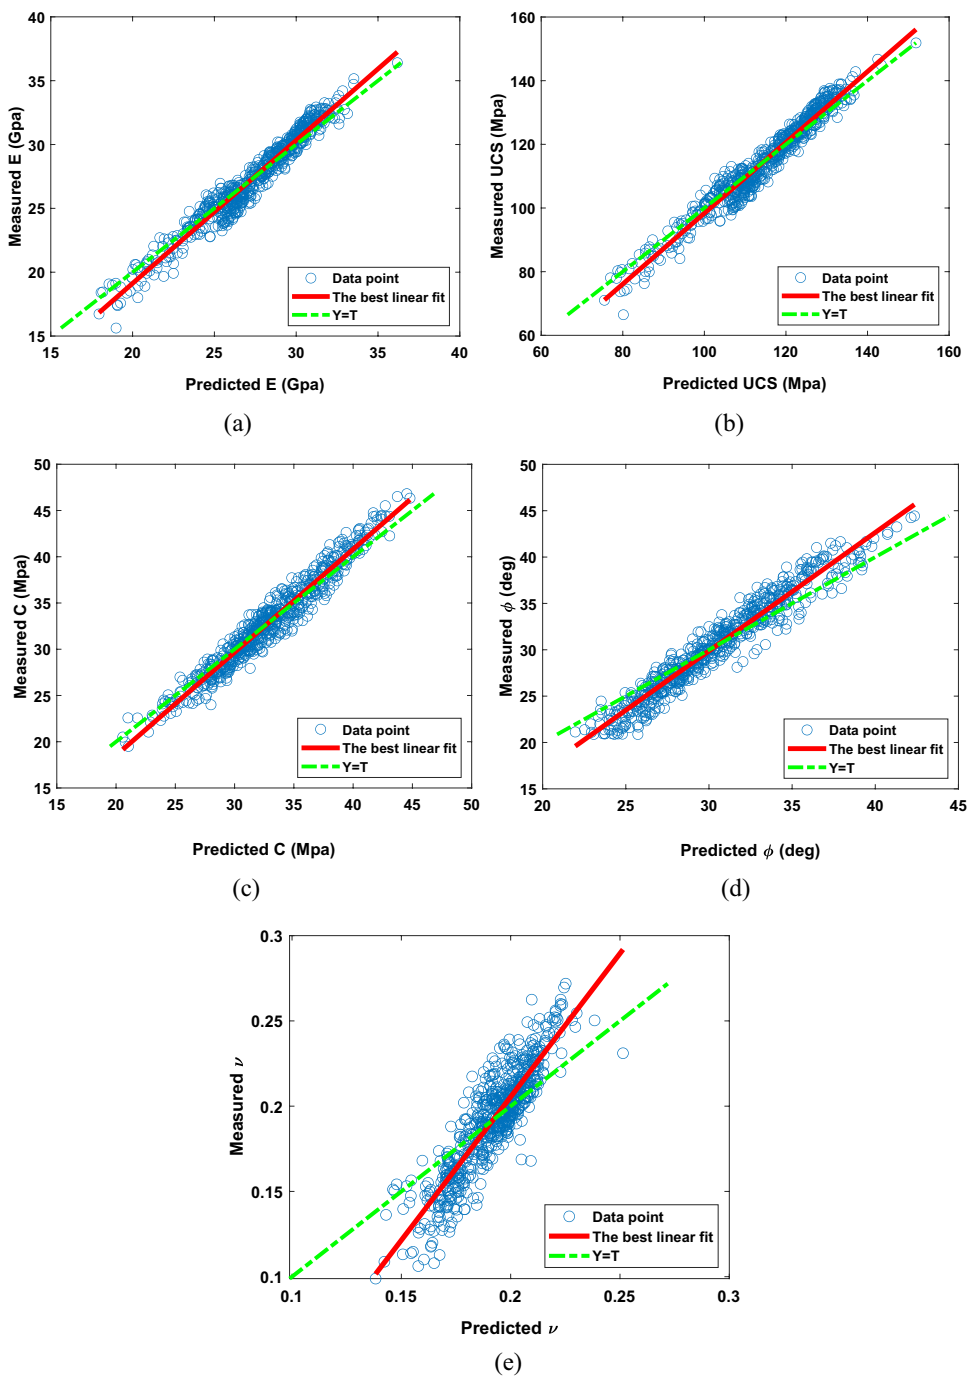 40
35
30
25
20
15
15
20
25
30
35
40
Measured E (Gpa)
Predicted E (Gpa)
Data point
The best linear fit
Y=T
(a)
160
140
120
100
80
60
60
80
100
120
140
160
Measured UCS (Mpa)
Predicted UCS (Mpa)
Data point
The best linear fit
Y=T
(b)
50
45
40
35
30
25
20
15
15
20
25
30
35
40
45
50
Measured C (Mpa)
Predicted C (Mpa)
Data point
The best linear fit
Y=T
(c)
50
45
40
35
30
25
20
15
20
25
30
35
40
45
Measured ϕ (deg)
Predicted ϕ (deg)
Data point
The best linear fit
Y=T
(d)
0.3
0.25
0.2
0.15
0.1
0.1
0.15
0.2
0.25
0.3
Measured ν
Predicted ν
Data point
The best linear fit
Y=T
(e)